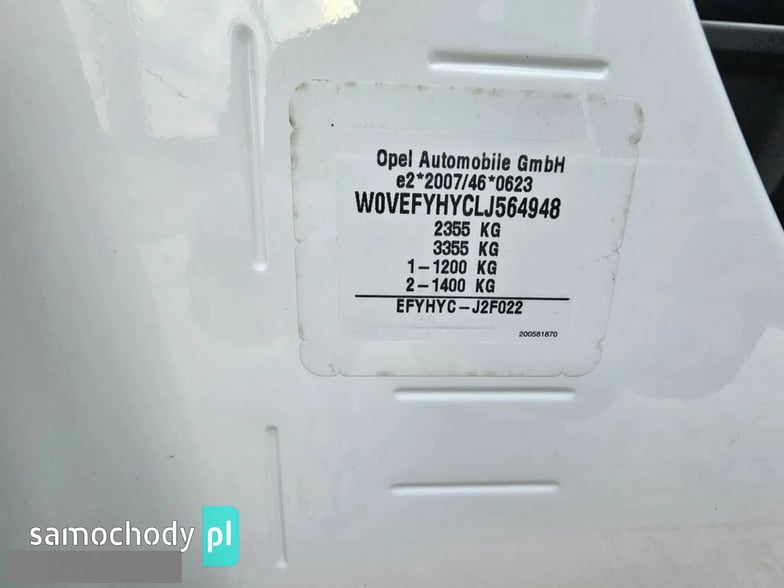 Opel Automobile GmbH
e2*2007/46*0623
W0VEFYHYCLJ564948
2355 KG
3355 KG
1-1200 KG
2-1400 KG
EFYHYC-J2F022
200581870
samochody pl